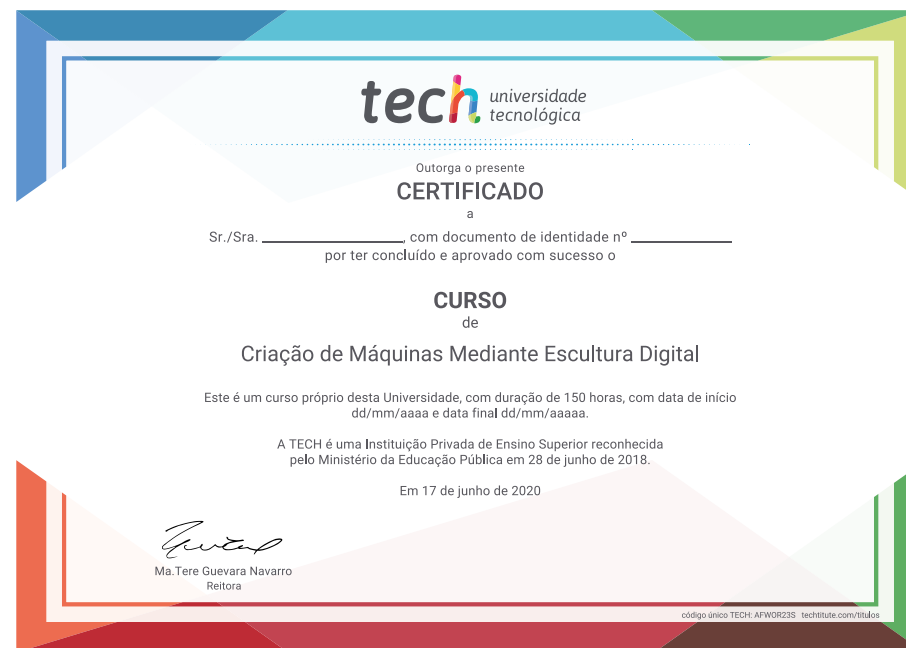 tech universidade
tecnológica
Outorga o presente
CERTIFICADO
a
Sr./Sra. ____________________, com documento de identidade nº ______________
por ter concluído e aprovado com sucesso o
CURSO
de
Criação de Máquinas Mediante Escultura Digital
Este é um curso próprio desta Universidade, com duração de 150 horas, com data de início
dd/mm/aaaa e data final dd/mm/aaaaa.
A TECH é uma Instituição Privada de Ensino Superior reconhecida
pelo Ministério da Educação Pública em 28 de junho de 2018.
Em 17 de junho de 2020
Ma.Tere Guevara Navarro
Reitora
código único TECH: AFWOR23S techtitute.com/titulos